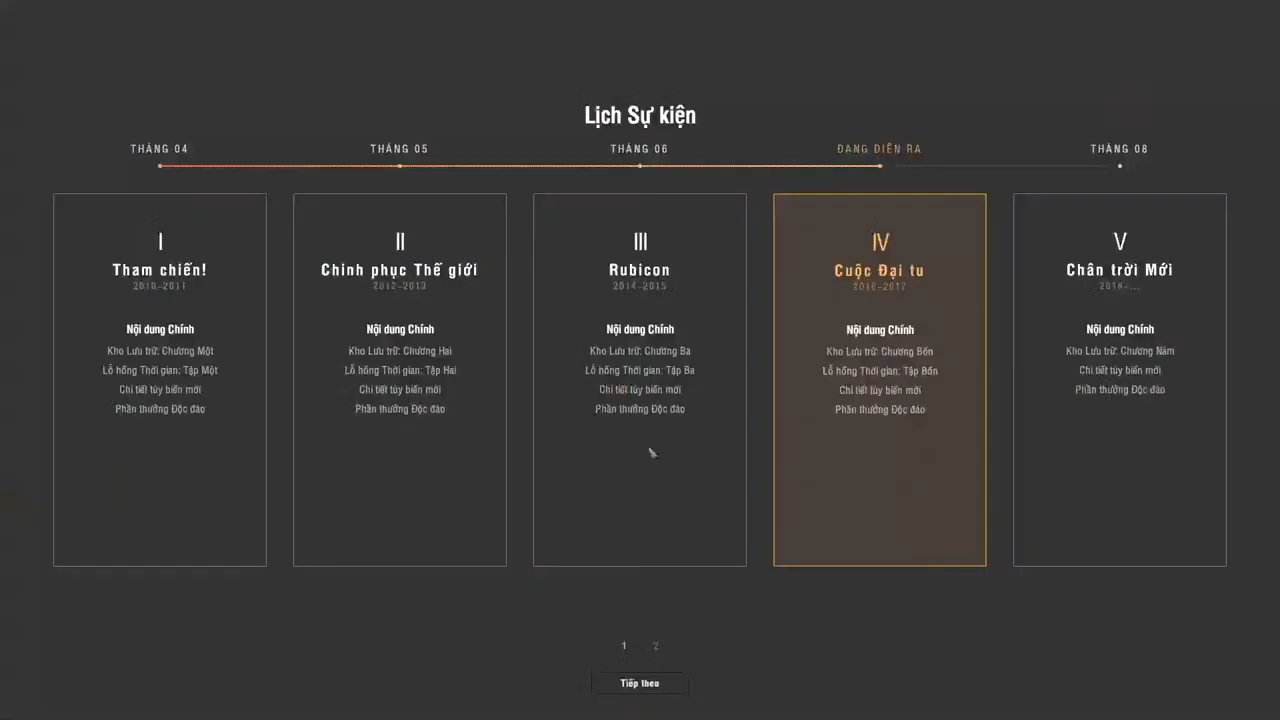 Lịch Sự kiện
THÁNG 04
THÁNG 05
THÁNG 06
ĐANG DIỄN RA
THÁNG 08
I
Tham chiến!
2010–2011
Nội dung Chính
Kho Lưu trữ: Chương Một
Lỗ hổng Thời gian: Tập Một
Chi tiết tùy biến mới
Phần thưởng Độc đáo
II
Chinh phục Thế giới
2012–2013
Nội dung Chính
Kho Lưu trữ: Chương Hai
Lỗ hổng Thời gian: Tập Hai
Chi tiết tùy biến mới
Phần thưởng Độc đáo
III
Rubicon
2014–2015
Nội dung Chính
Kho Lưu trữ: Chương Ba
Lỗ hổng Thời gian: Tập Ba
Chi tiết tùy biến mới
Phần thưởng Độc đáo
IV
Cuộc Đại tu
2016–2017
Nội dung Chính
Kho Lưu trữ: Chương Bốn
Lỗ hổng Thời gian: Tập Bốn
Chi tiết tùy biến mới
Phần thưởng Độc đáo
V
Chân trời Mới
2018–...
Nội dung Chính
Kho Lưu trữ: Chương Năm
Chi tiết tùy biến mới
Phần thưởng Độc đáo
1 2
Tiếp theo